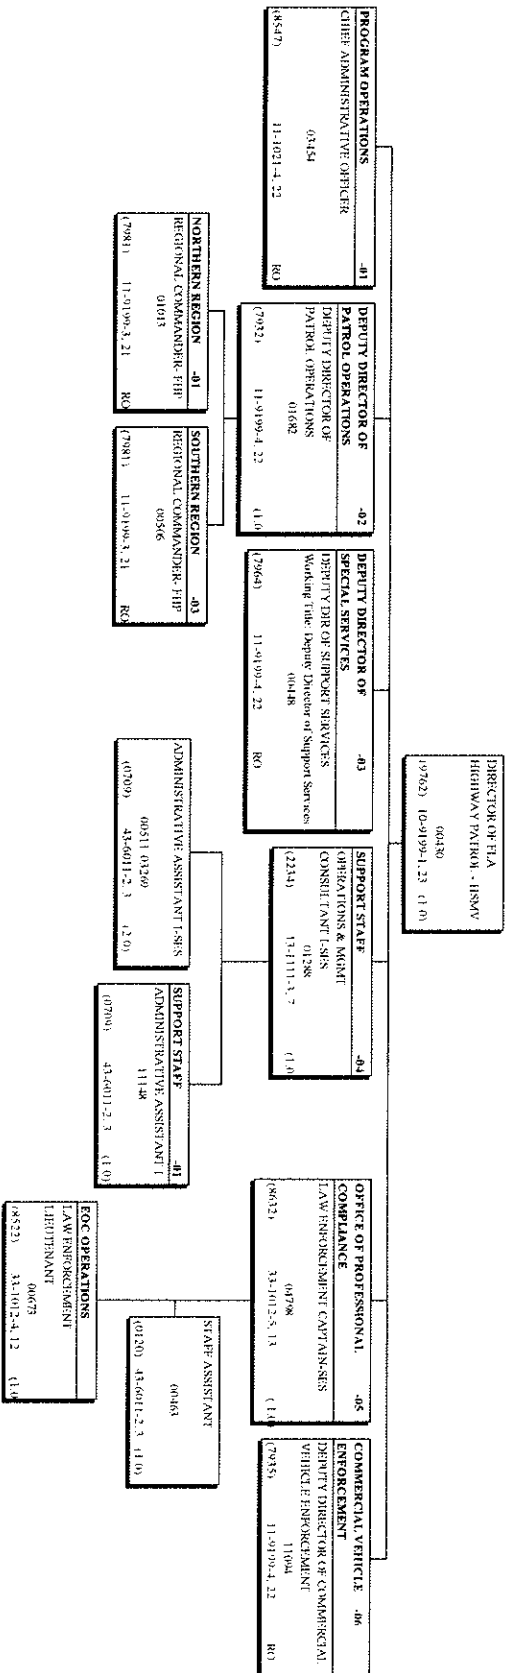 DIRECTOR OF FLA
HIGHWAY PATROL - HSMV
00430
(9762) 10-9199-1, 23 (1.0)
PROGRAM OPERATIONS -01
CHIEF ADMINISTRATIVE OFFICER
03454
(8547) 11-1021-4, 22 RO
DEPUTY DIRECTOR OF
PATROL OPERATIONS -02
DEPUTY DIRECTOR OF
PATROL OPERATIONS
01682
(7932) 11-9199-4, 22 (1.0
DEPUTY DIRECTOR OF
SPECIAL SERVICES -03
DEPUTY DIR OF SUPPORT SERVICES
Working Title: Deputy Director of Support Services
00448
(7964) 11-9199-4, 22 RO
SUPPORT STAFF -04
OPERATIONS & MGMT
CONSULTANT I-SES
01288
(2234) 13-1111-3, 7 (1.0
OFFICE OF PROFESSIONAL -05
COMPLIANCE
LAW ENFORCEMENT CAPTAIN-SES
04798
(8632) 33-1012-5, 13 (1.0
COMMERCIAL VEHICLE -06
ENFORCEMENT
DEPUTY DIRECTOR OF COMMERCIAL
VEHICLE ENFORCEMENT
11094
(7935) 11-9199-4, 22 RO
NORTHERN REGION -01
REGIONAL COMMANDER- FHP
01013
(7981) 11-9199-3, 21 RO
SOUTHERN REGION -03
REGIONAL COMMANDER- FHP
00506
(7981) 11-9199-3, 21 RO
ADMINISTRATIVE ASSISTANT I-SES
00511 03269
(0709) 43-6011-2, 3 (2.0)
SUPPORT STAFF -01
ADMINISTRATIVE ASSISTANT I
11148
(0709) 43-6011-2, 3 (1.0)
STAFF ASSISTANT
00463
(0120) 43-6011-2, 3 (1.0)
EOC OPERATIONS
LAW ENFORCEMENT
LIEUTENANT
00673
(8522) 33-1012-4, 12 (1.0